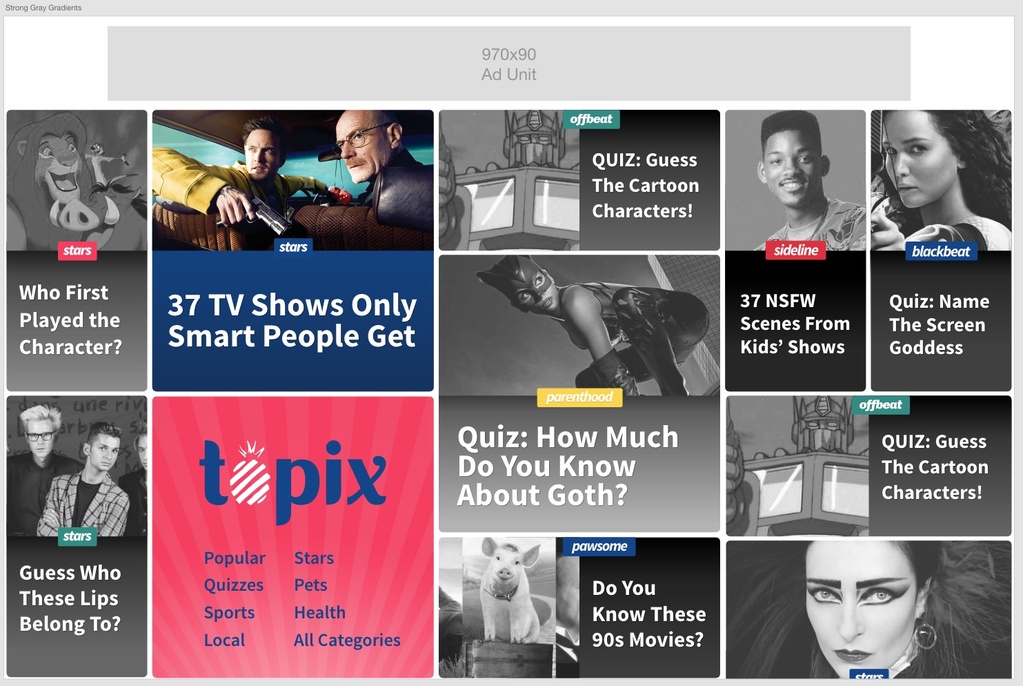 Strong Gray Gradients
970x90
Ad Unit
stars
Who First
Played the
Character?
stars
37 TV Shows Only
Smart People Get
offbeat
QUIZ: Guess
The Cartoon
Characters!
sideline
37 NSFW
Scenes From
Kids’ Shows
blackbeat
Quiz: Name
The Screen
Goddess
parenthood
Quiz: How Much
Do You Know
About Goth?
stars
Guess Who
These Lips
Belong To?
topix
Popular
Quizzes
Sports
Local
Stars
Pets
Health
All Categories
pawsome
Do You
Know These
90s Movies?
offbeat
QUIZ: Guess
The Cartoon
Characters!
stars